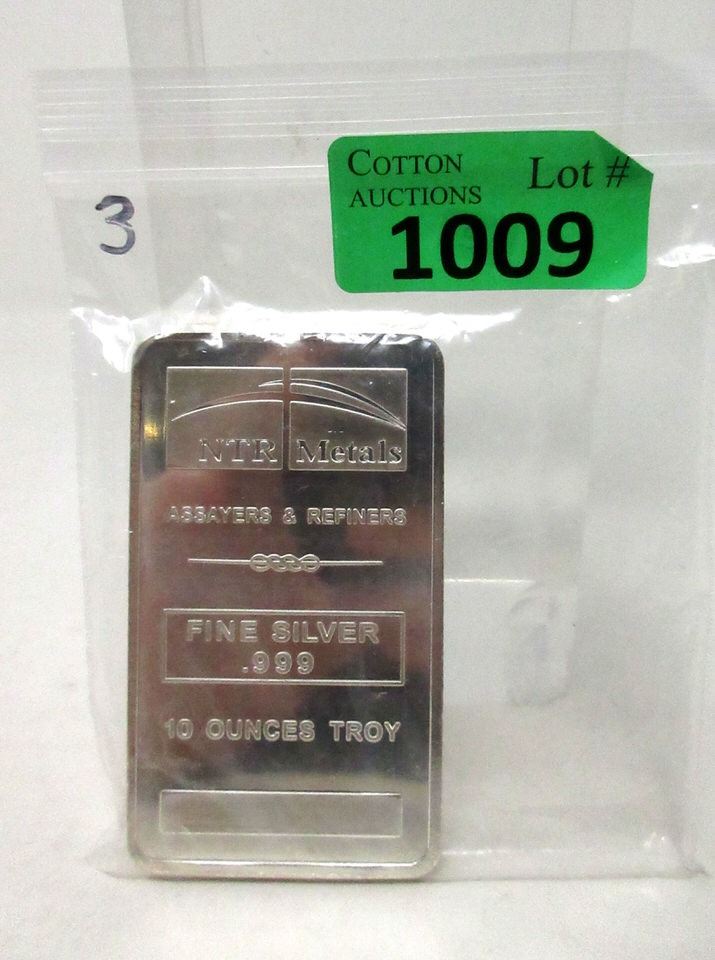 3
COTTON
AUCTIONS
Lot #
1009
NTR Metals
ASSAYERS & REFINERS
FINE SILVER
.999
10 OUNCES TROY